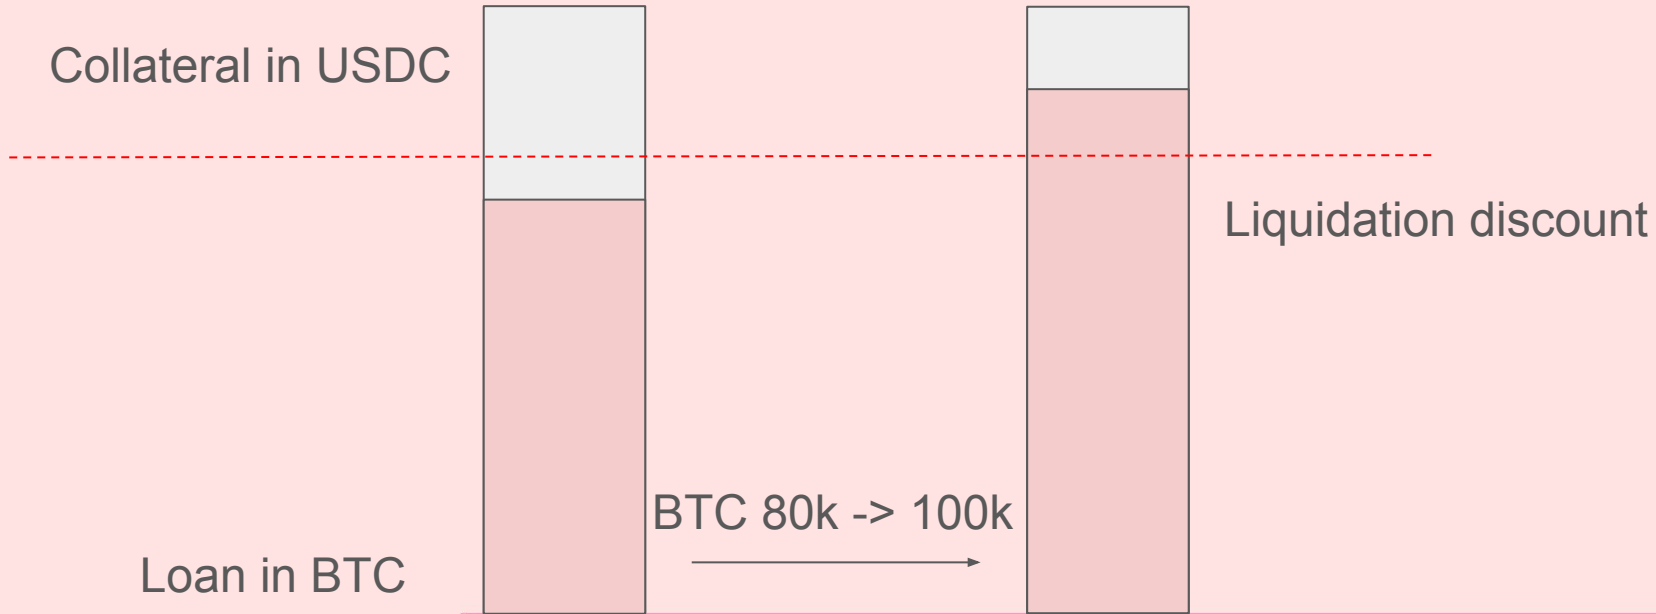 Collateral in USDC
Liquidation discount
BTC 80k -> 100k
Loan in BTC